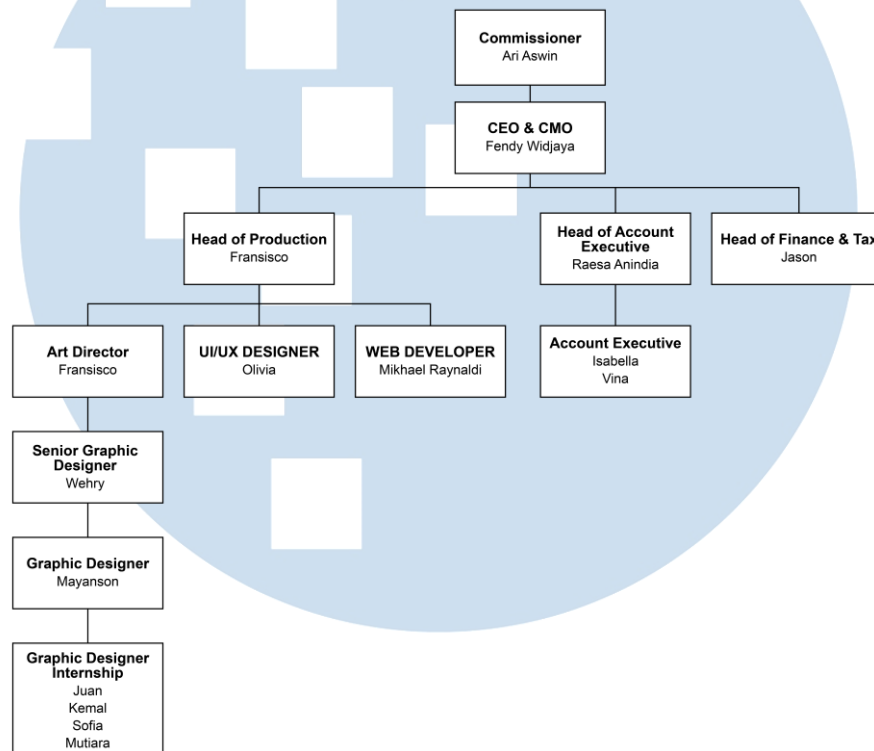 Commissioner
Ari Aswin
CEO & CMO
Fendy Widjaya
Head of Production
Fransisco
Head of Account
Executive
Raesa Anindia
Head of Finance & Tax
Jason
Art Director
Fransisco
UI/UX DESIGNER
Olivia
WEB DEVELOPER
Mikhael Raynaldi
Account Executive
Isabella
Vina
Senior Graphic
Designer
Wehry
Graphic Designer
Mayanson
Graphic Designer
Internship
Juan
Kemal
Sofia
Mutiara